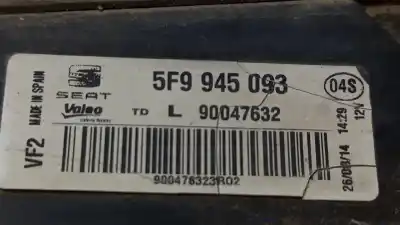 MADE IN SPAIN
VF2
SEAT
Valeo
5F9 945 093
TD L 90047632
04S
14:29
12V
26/08/14
900476323R02